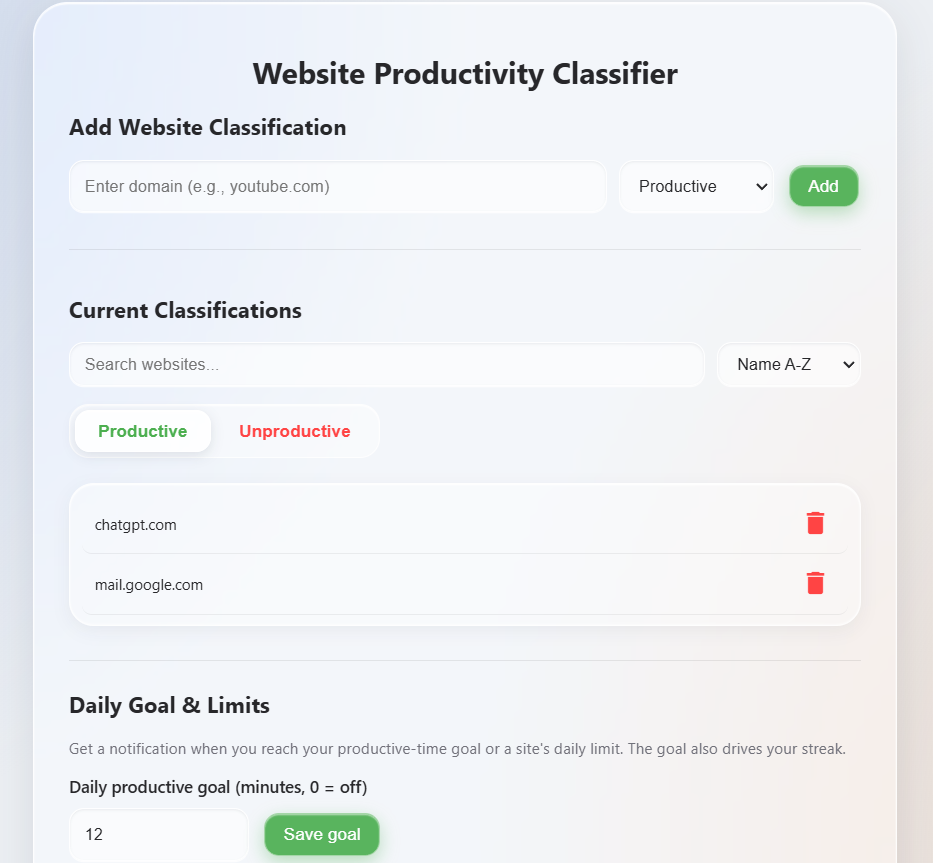 Website Productivity Classifier
Add Website Classification
Enter domain (e.g., youtube.com)
Productive
Add
Current Classifications
Search websites...
Name A-Z
Productive
Unproductive
chatgpt.com
mail.google.com
Daily Goal & Limits
Get a notification when you reach your productive-time goal or a site's daily limit. The goal also drives your streak.
Daily productive goal (minutes, 0 = off)
12
Save goal